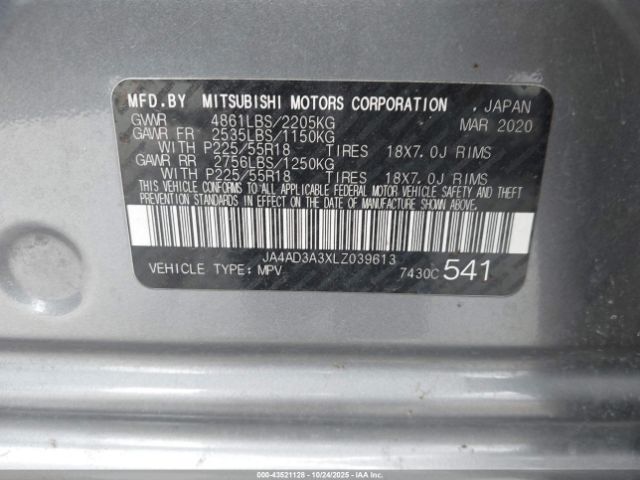 MFD.BY MITSUBISHI MOTORS CORPORATION . JAPAN
GVWR 4861LBS/2205KG MAR 2020
GAWR FR 2535LBS/1150KG
WITH P225/55R18 TIRES 18X7.0J RIMS
GAWR RR 2756LBS/1250KG
WITH P225/55R18 TIRES 18X7.0J RIMS
THIS VEHICLE CONFORMS TO ALL APPLICABLE FEDERAL MOTOR VEHICLE SAFETY AND THEFT
PREVENTION STANDARDS IN EFFECT ON THE DATE OF MANUFACTURE SHOWN ABOVE.
JA4AD3A3XLZ039613
VEHICLE TYPE: MPV 7430C 541
000-43521128 - 10/24/2025 - IAA Inc.